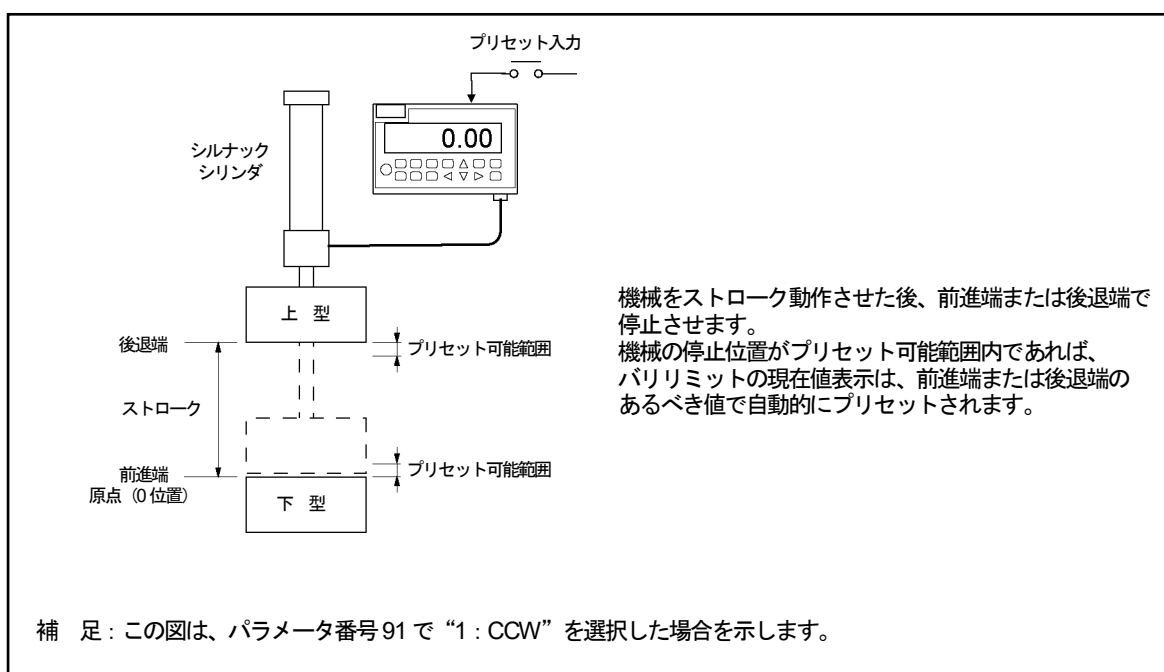 プリセット入力
0.00
シルナック
シリンダ
上 型
後退端
プリセット可能範囲
ストローク
プリセット可能範囲
前進端
原点（0 位置）
下 型
機械をストローク動作させた後、前進端または後退端で
停止させます。
機械の停止位置がプリセット可能範囲内であれば、
バリリミットの現在値表示は、前進端または後退端の
あるべき値で自動的にプリセットされます。
補 足：この図は、パラメータ番号 91 で“1：CCW”を選択した場合を示します。